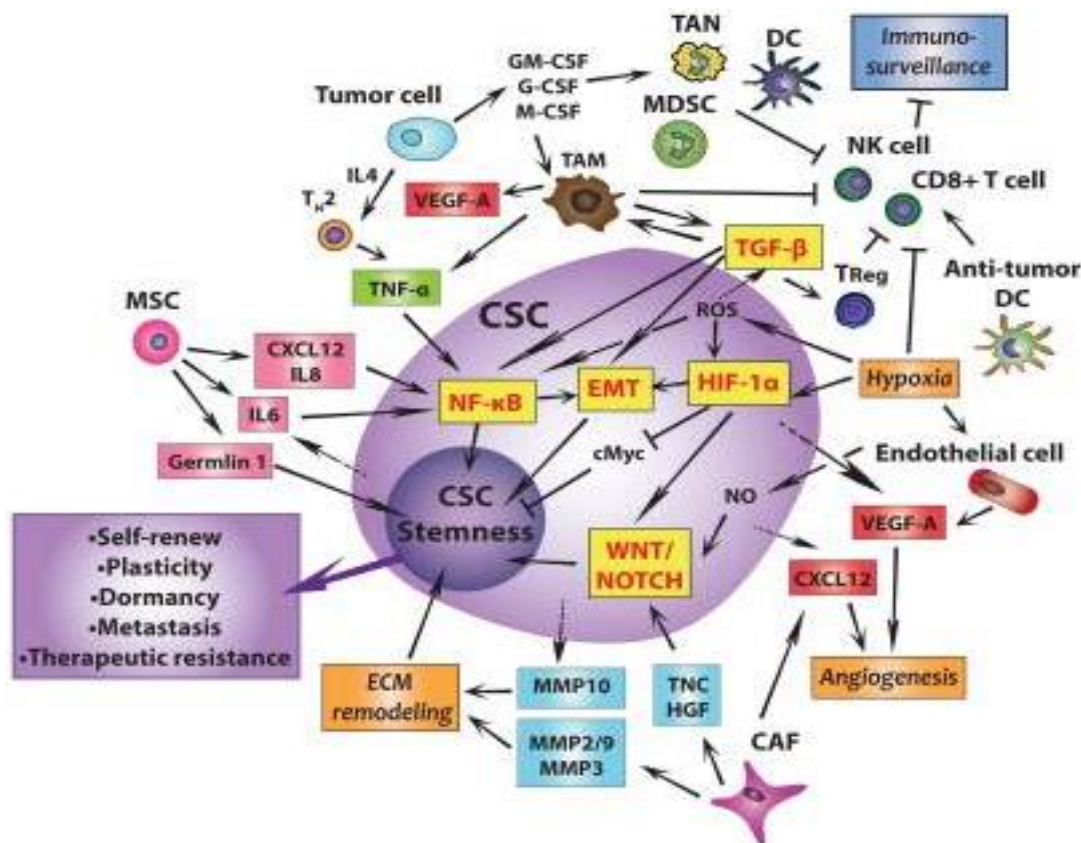 TAN
DC
Immuno-
surveillance
GM-CSF
G-CSF
M-CSF
Tumor cell
MDSC
NK cell
TAM
IL4
CD8+ T cell
VEGF-A
TH2
TGF-β
TReg
Anti-tumor
DC
TNF-α
MSC
CSC
ROS
CXCL12
IL8
Hypoxia
NF-κB
EMT
HIF-1α
IL6
cMyc
Endothelial cell
Germlin 1
CSC
Stemness
NO
VEGF-A
•Self-renew
•Plasticity
•Dormancy
•Metastasis
•Therapeutic resistance
WNT/
NOTCH
CXCL12
ECM
remodeling
MMP10
TNC
HGF
Angiogenesis
MMP2/9
MMP3
CAF